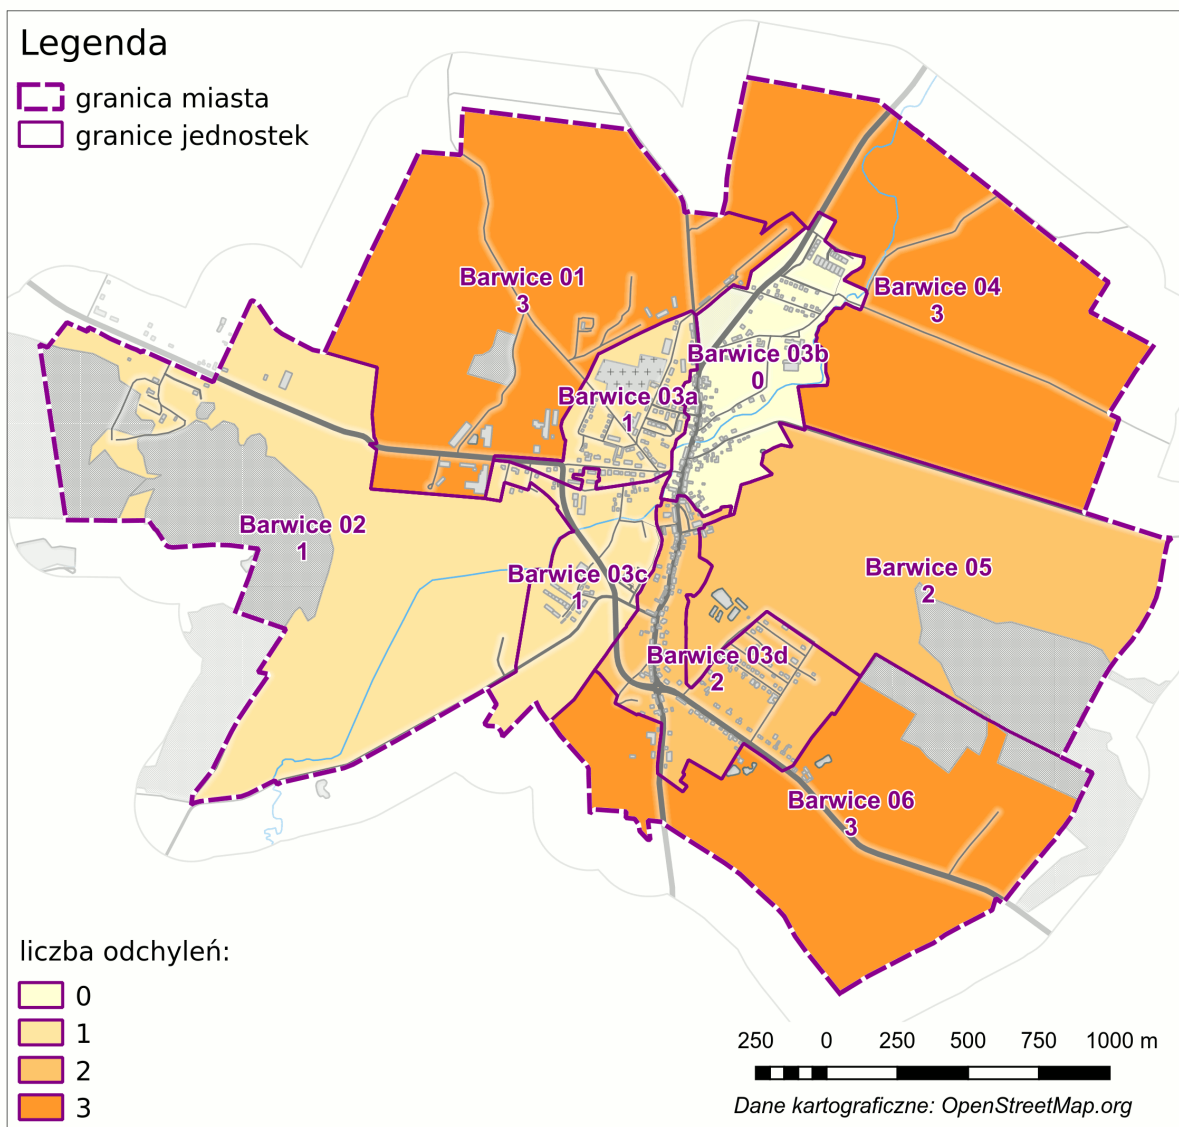 Legenda
granica miasta
granice jednostek
Barwice 01
3
Barwice 04
3
Barwice 03b
0
Barwice 03a
1
Barwice 02
1
Barwice 03c
1
Barwice 05
2
Barwice 03d
2
Barwice 06
3
liczba odchyleń:
0
1
2
3
250 0 250 500 750 1000 m
Dane kartograficzne: OpenStreetMap.org